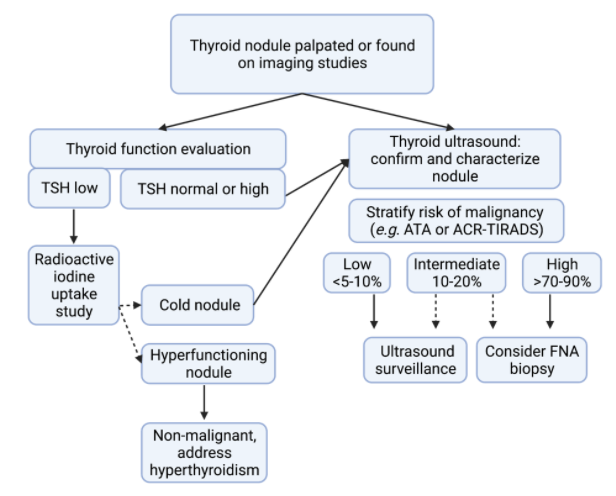 Thyroid nodule palpated or found
on imaging studies
Thyroid function evaluation
TSH low
TSH normal or high
Thyroid ultrasound:
confirm and characterize
nodule
Stratify risk of malignancy
(e.g. ATA or ACR-TIRADS)
Radioactive
iodine
uptake
study
Cold nodule
Hyperfunctioning
nodule
Non-malignant,
address
hyperthyroidism
Low
<5-10%
Intermediate
10-20%
High
>70-90%
Ultrasound
surveillance
Consider FNA
biopsy